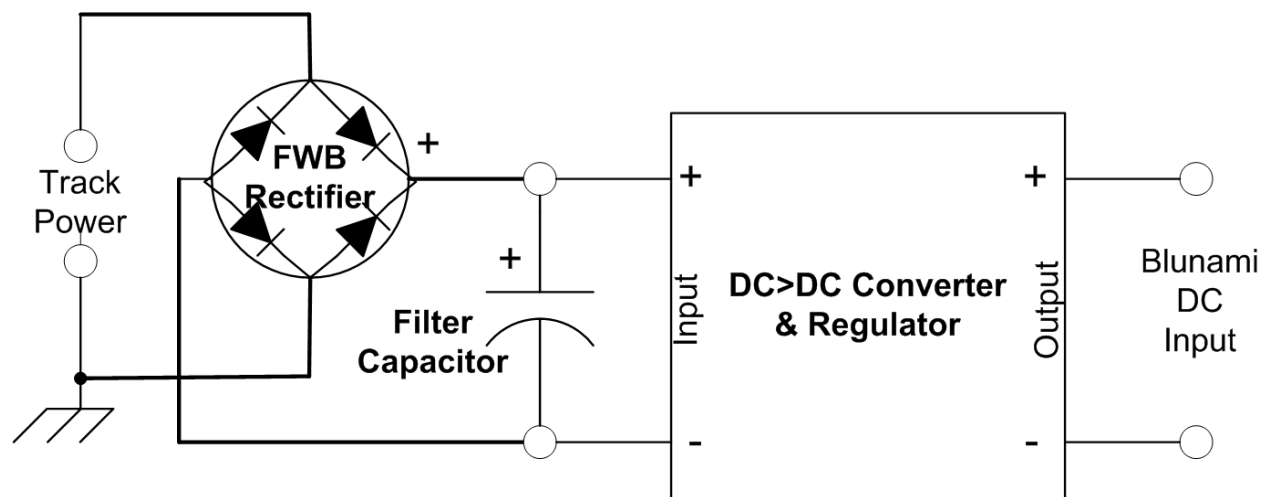 Track
Power
FWB
Rectifier
+
+
Filter
Capacitor
+
-
Input
DC>DC Converter
& Regulator
+
-
Output
Blunami
DC
Input